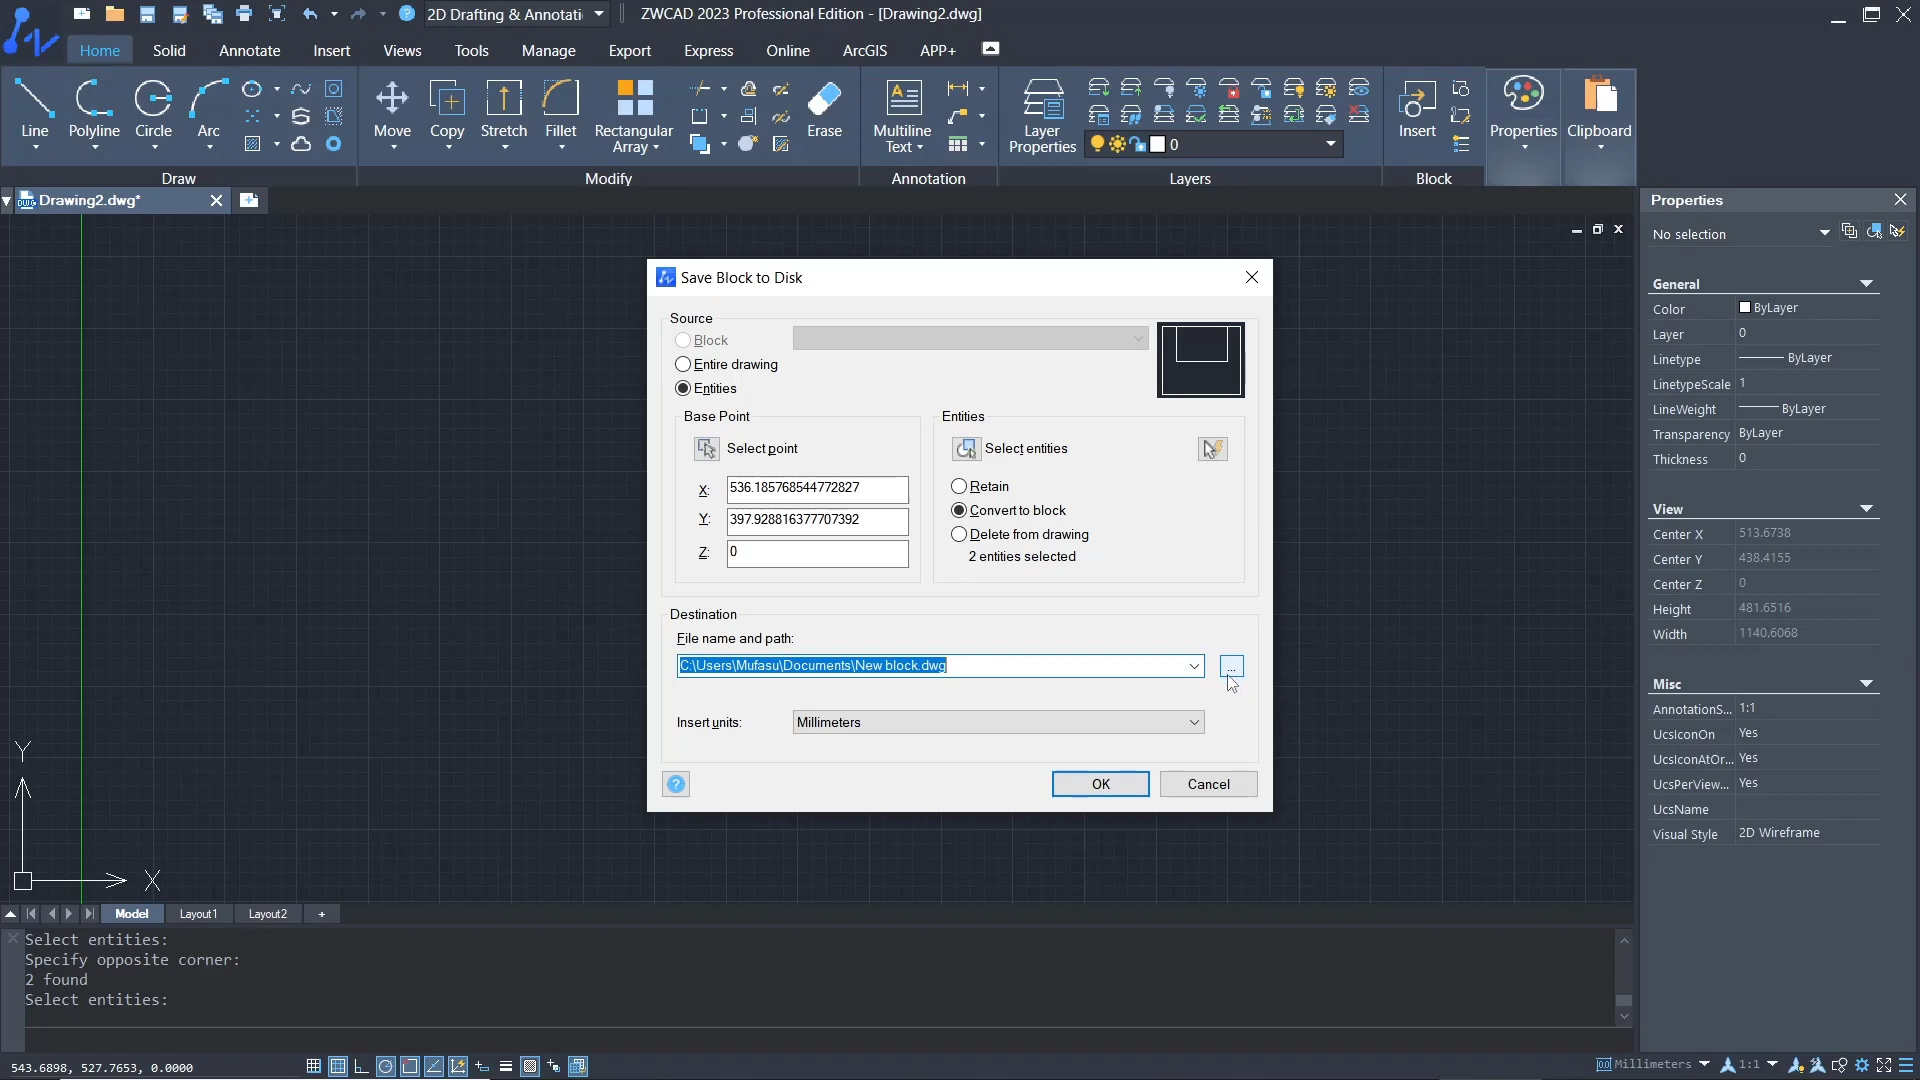 2D Drafting & Annotati
ZWCAD 2023 Professional Edition - [Drawing2.dwg]
Home Solid Annotate Insert Views Tools Manage Export Express Online ArcGIS APP+
Line Polyline Circle Arc
Move Copy Stretch Fillet Rectangular Array Erase
Multiline Text
Layer Properties
0
Insert Properties Clipboard
Draw Modify Annotation Layers Block
Drawing2.dwg*
Properties
No selection
General
Color ByLayer
Layer 0
Linetype ByLayer
LinetypeScale 1
LineWeight ByLayer
Transparency ByLayer
Thickness 0
View
Center X 513.6738
Center Y 438.4155
Center Z 0
Height 481.6516
Width 1140.6068
Misc
AnnotationS... 1:1
UcsIconOn Yes
UcsIconAtOr... Yes
UcsPerView... Yes
UcsName
Visual Style 2D Wireframe
Save Block to Disk
Source
Block
Entire drawing
Entities
Base Point
Select point
X: 536.185768544772827
Y: 397.928816377707392
Z: 0
Entities
Select entities
Retain
Convert to block
Delete from drawing
2 entities selected
Destination
File name and path:
C:\Users\Mufasu\Documents\New block.dwg
...
Insert units: Millimeters
? OK Cancel
Y
X
Model Layout1 Layout2 +
Select entities:
Specify opposite corner:
2 found
Select entities:
543.6898, 527.7653, 0.0000
Millimeters 1:1